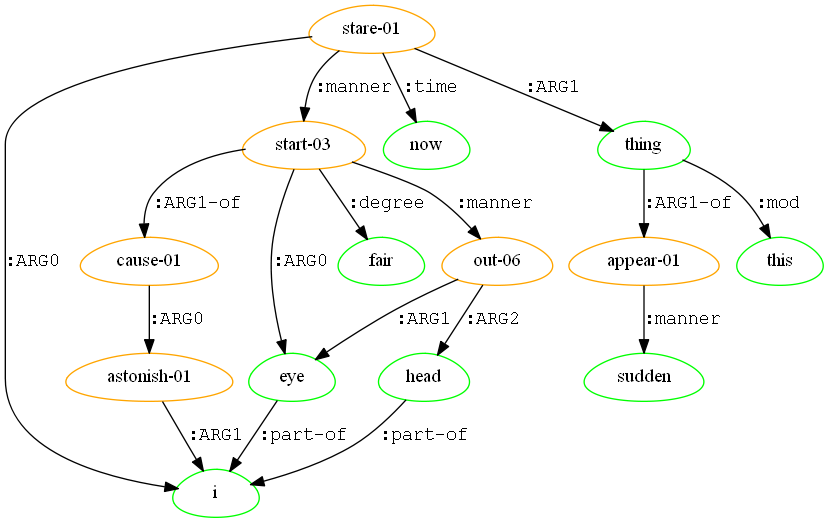 stare-01
:manner :time :ARG1
start-03 now thing
:ARG1-of :degree :manner :ARG1-of :mod
:ARG0 :ARG0
cause-01 fair out-06 appear-01 this
:ARG0 :ARG1 :ARG2 :manner
astonish-01 eye head sudden
:ARG1 :part-of :part-of
i